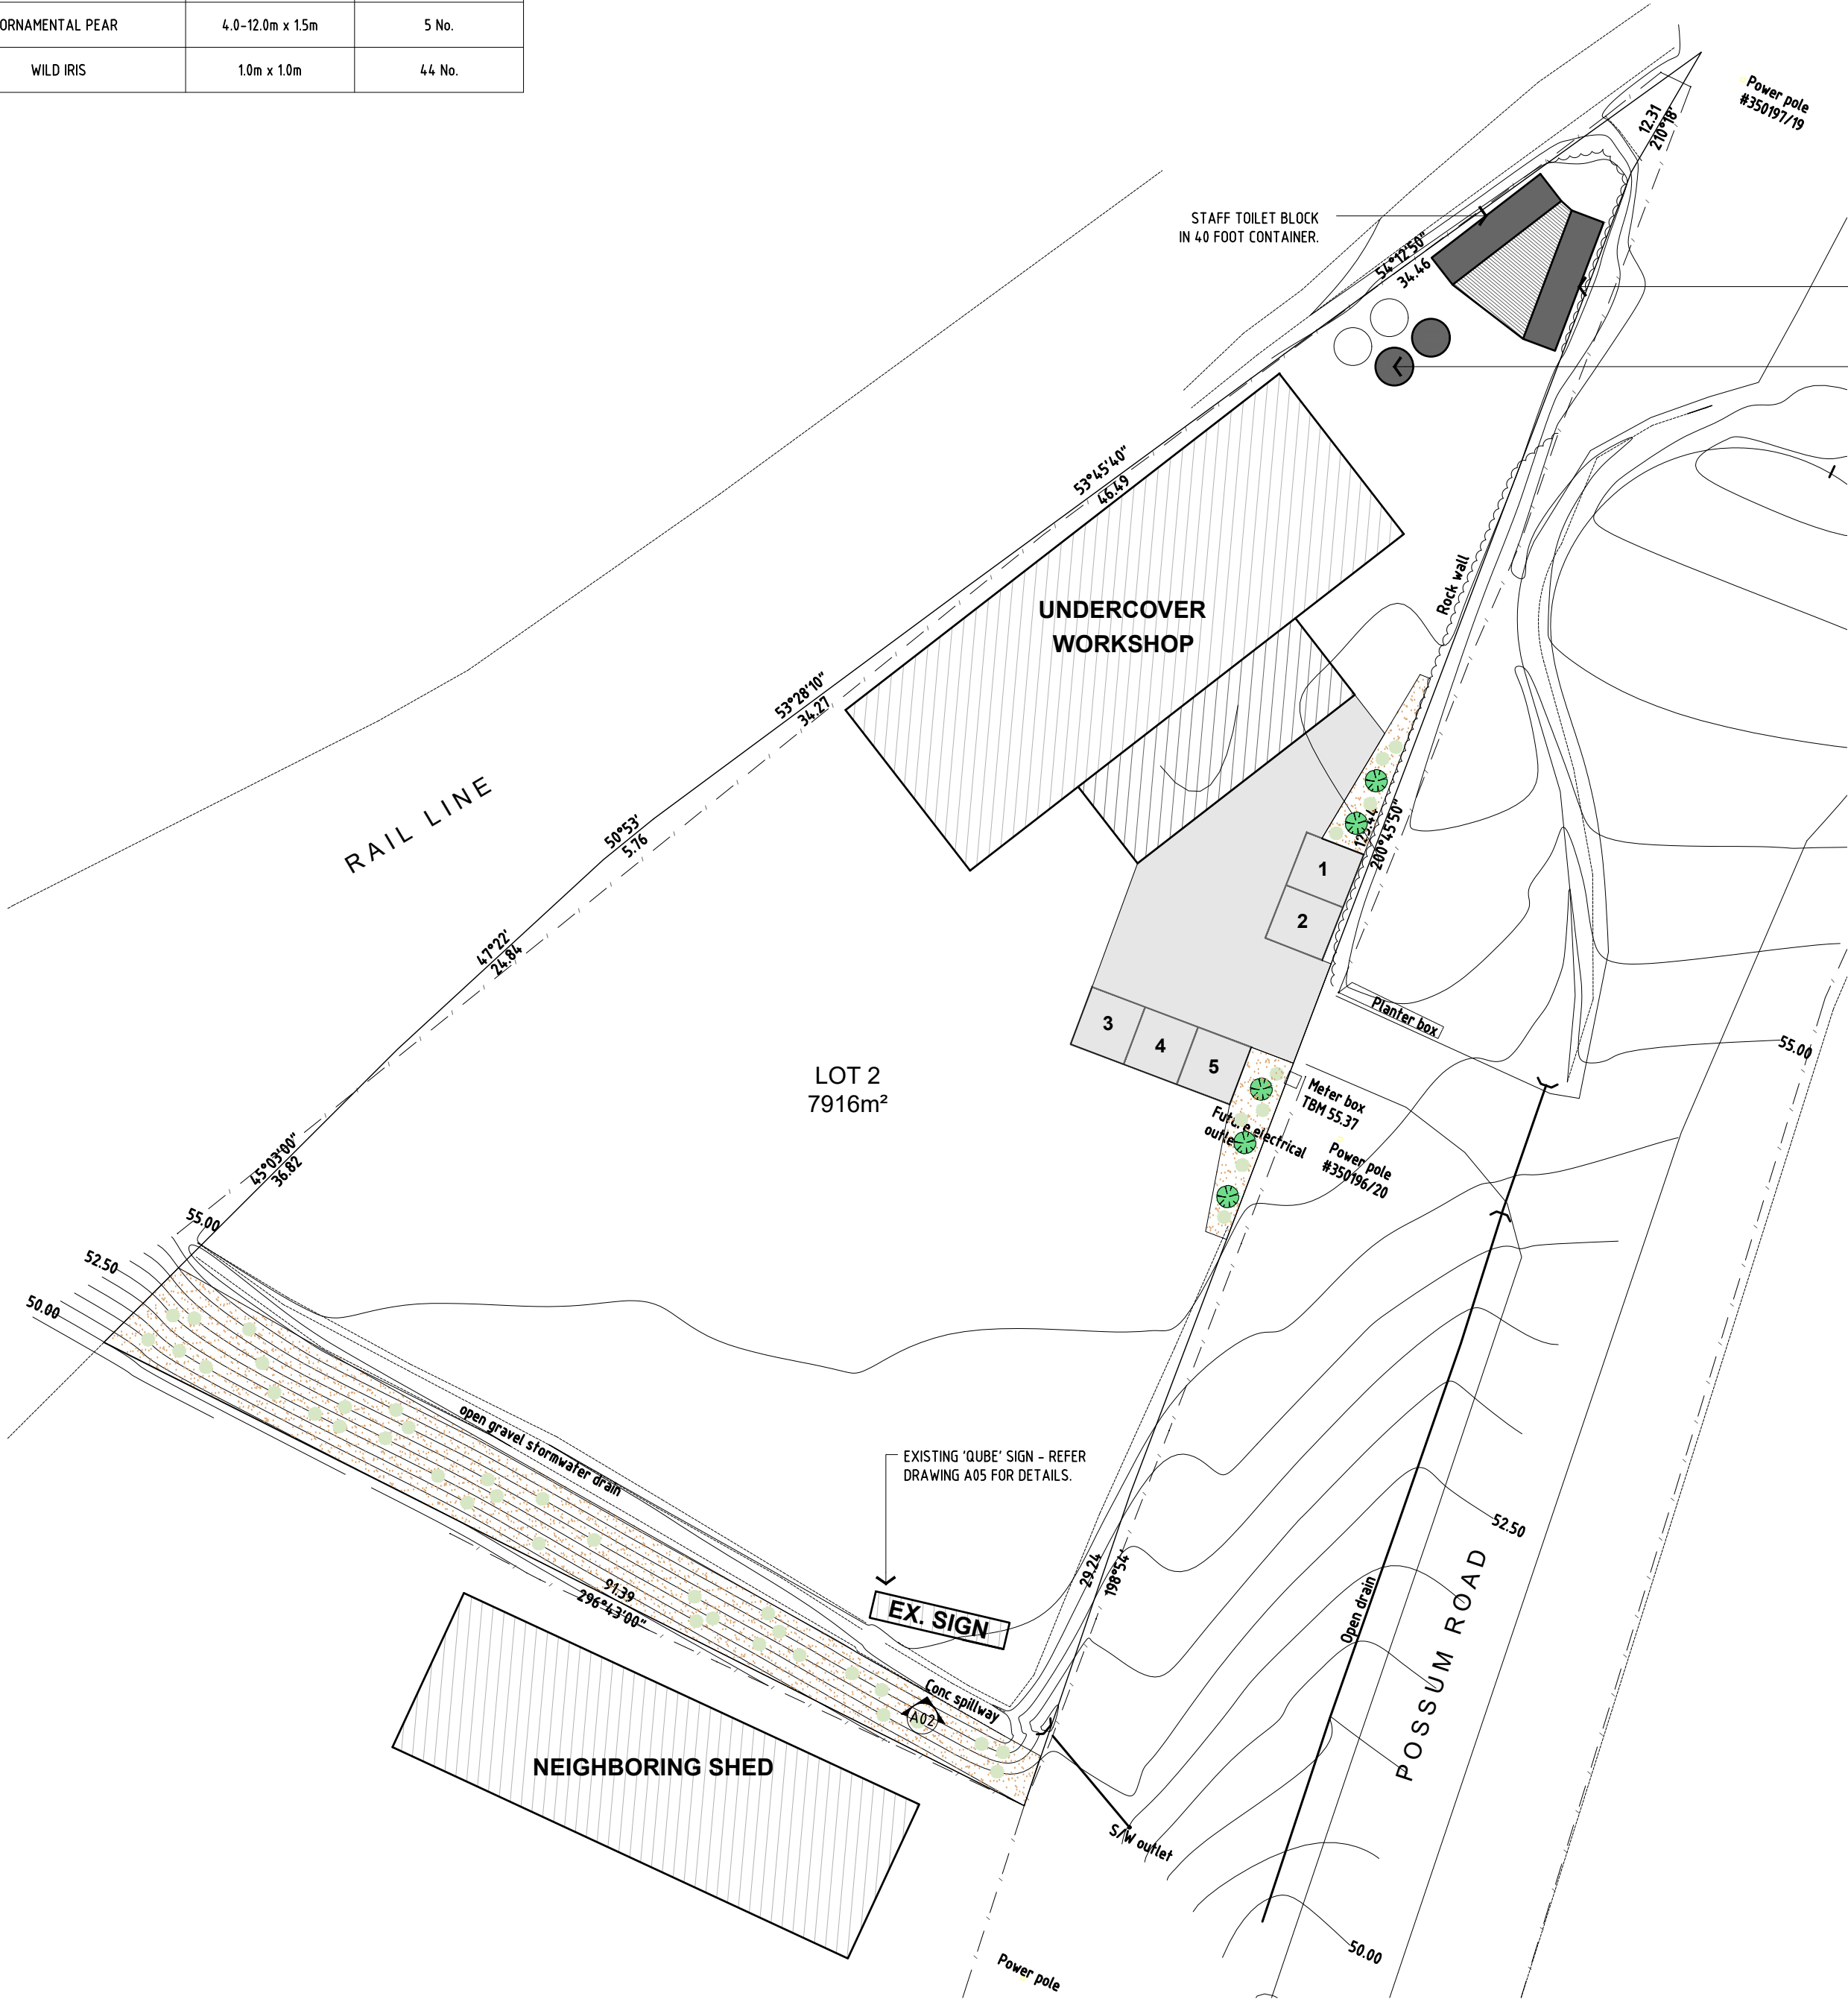 ORNAMENTAL PEAR 4.0-12.0m x 1.5m 5 No.
WILD IRIS 1.0m x 1.0m 44 No.
Power pole
#350197/19
12.31
210°18'
STAFF TOILET BLOCK
IN 40 FOOT CONTAINER.
54°12'50"
34.46
53°45'40"
46.49
Rock wall
UNDERCOVER
WORKSHOP
53°28'10"
34.27
RAIL LINE
50°53'
5.76
200°45'50"
1
2
47°22'
24.84
Planter box
3
4
5
55.00
LOT 2
7916m²
Meter box
TBM 55.37
electrical
Power pole
#350196/20
45°03'00"
36.82
55.00
52.50
50.00
open gravel stormwater drain
EXISTING 'QUBE' SIGN - REFER
DRAWING A05 FOR DETAILS.
52.50
29.24
198°54'
91.39
296°43'00"
EX. SIGN
Open drain
POSSUM ROAD
Conc spillway
A02
NEIGHBORING SHED
S/W outlet
50.00
Power pole